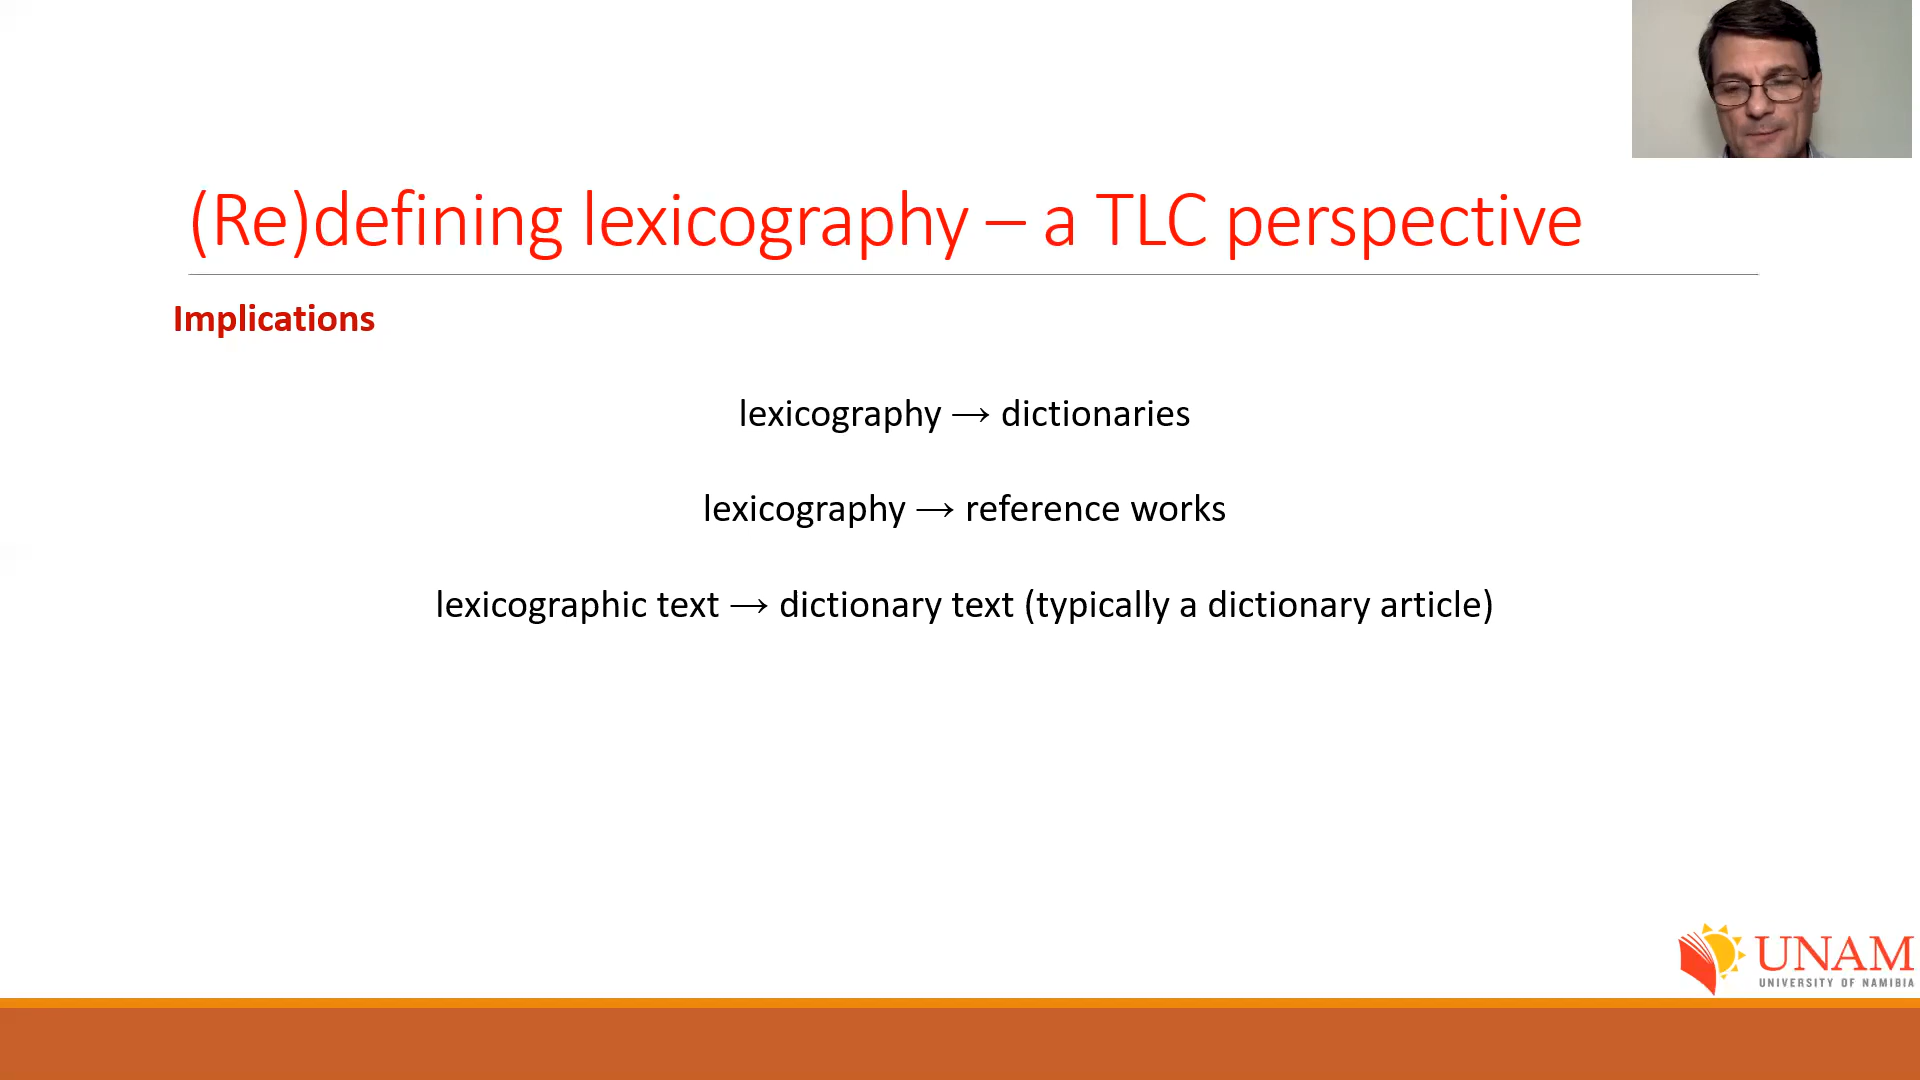 (Re)defining lexicography – a TLC perspective
Implications
lexicography → dictionaries
lexicography → reference works
lexicographic text → dictionary text (typically a dictionary article)
UNAM
UNIVERSITY OF NAMIBIA